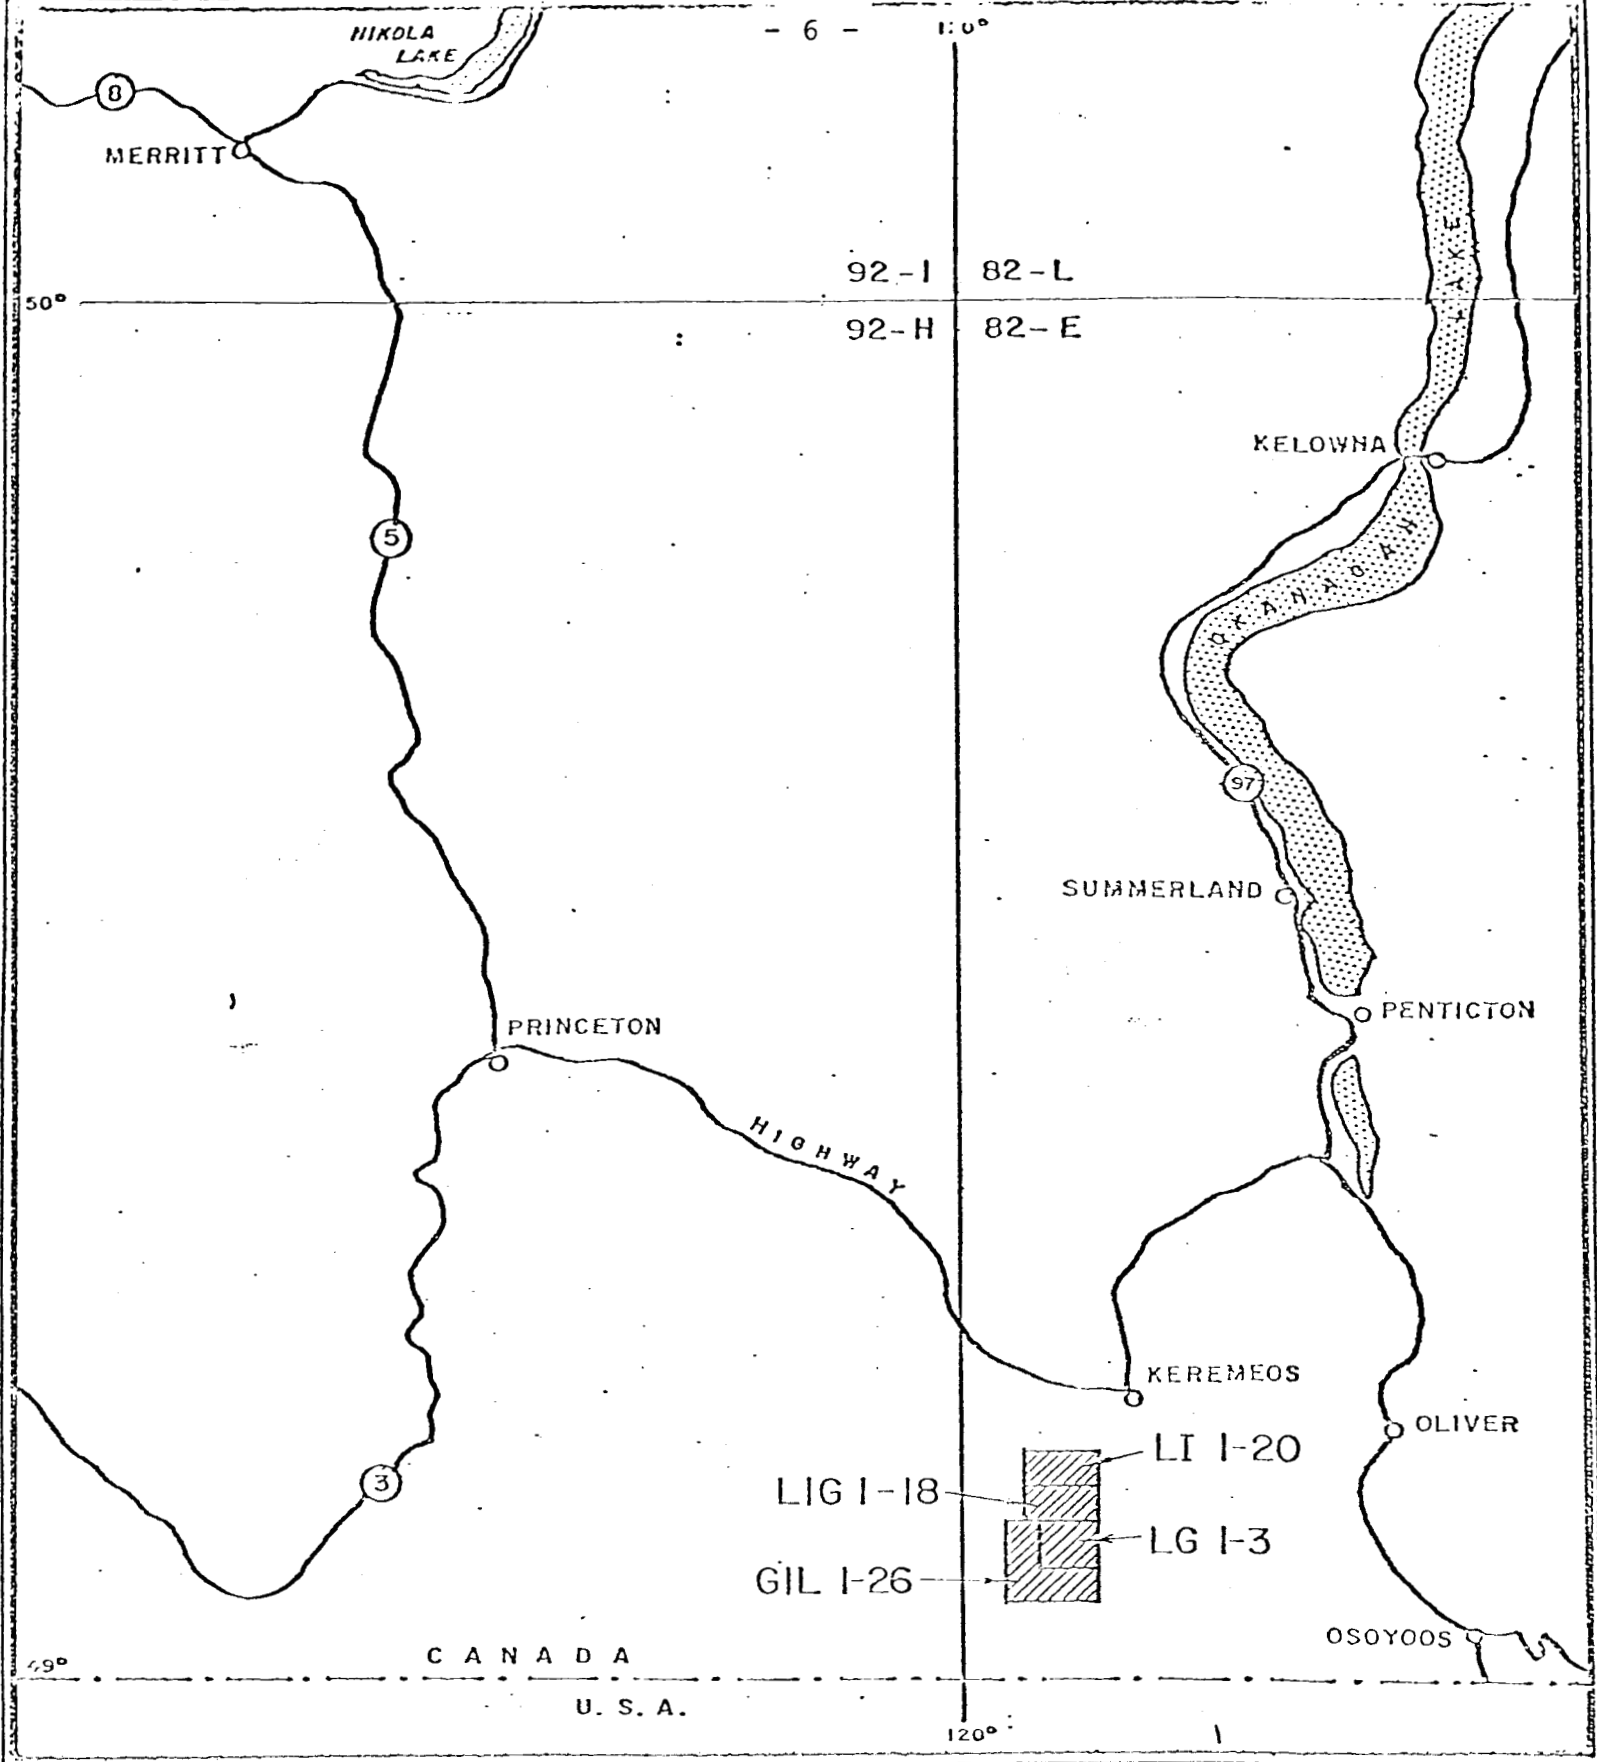 - 6 -
NIKOLA
LAKE
8
MERRITT
LAKE
92-I
82-L
50°
92-H
82-E
KELOWNA
5
OKANAGAN
97
SUMMERLAND
PENTICTON
PRINCETON
HIGHWAY
KEREMEOS
OLIVER
LI 1-20
LIG 1-18
3
LG 1-3
GIL 1-26
OSOYOOS
CANADA
49°
U. S. A.
120°